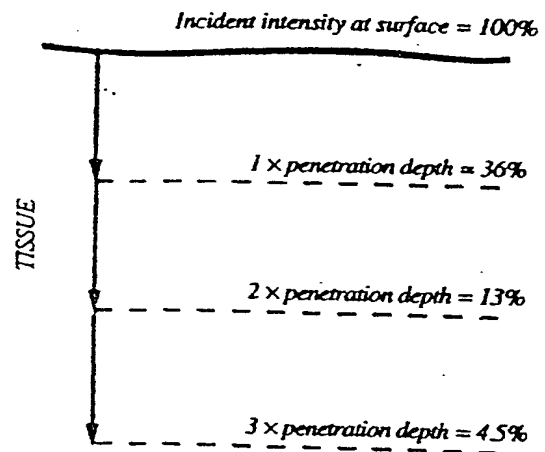 Incident intensity at surface = 100%
1 × penetration depth = 36%
TISSUE
2 × penetration depth = 13%
3 × penetration depth = 4.5%